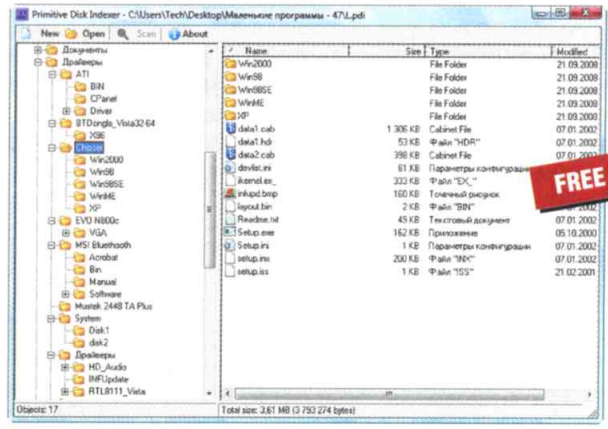 Primitive Disk Indexer - C:\Users\Tech\Desktop\Маленькие программы - 47\L.pdi
New Open Scan About
Документы
Драйверы
ATI
BIN
CPanel
Driver
BTDongle_Vista32-64
X86
Chipset
Win2000
Win98
Win98SE
WinME
XP
EVO N800c
VGA
MSI Bluethooth
Acrobat
Bin
Manual
Software
Mustek 2448 TA Plus
System
Disk1
disk2
Драйверы
HD_Audio
INFUpdate
RTL8111_Vista
Name Size Type Modified
Win2000 File Folder 21.09.2008
Win98 File Folder 21.09.2008
Win98SE File Folder 21.09.2008
WinME File Folder 21.09.2008
XP File Folder 21.09.2008
data1.cab 1 306 KB Cabinet File 07.01.2002
data1.hdr 53 KB Файл "HDR" 07.01.2002
data2.cab 398 KB Cabinet File 07.01.2002
devlist.ini 61 KB Параметры конфигурации
ikernel.ex_ 333 KB Файл "EX_"
infupd.bmp 160 KB Точечный рисунок
layout.bin 2 KB Файл "BIN" 07.01.2002
Readme.txt 45 KB Текстовый документ 07.01.2002
Setup.exe 162 KB Приложение 05.10.2000
Setup.ini 1 KB Параметры конфигурации 07.01.2002
setup.inx 200 KB Файл "INX" 07.01.2002
setup.iss 1 KB Файл "ISS" 21.02.2001
FREE
Objects: 17
Total size: 3,61 MB (3 793 274 bytes)